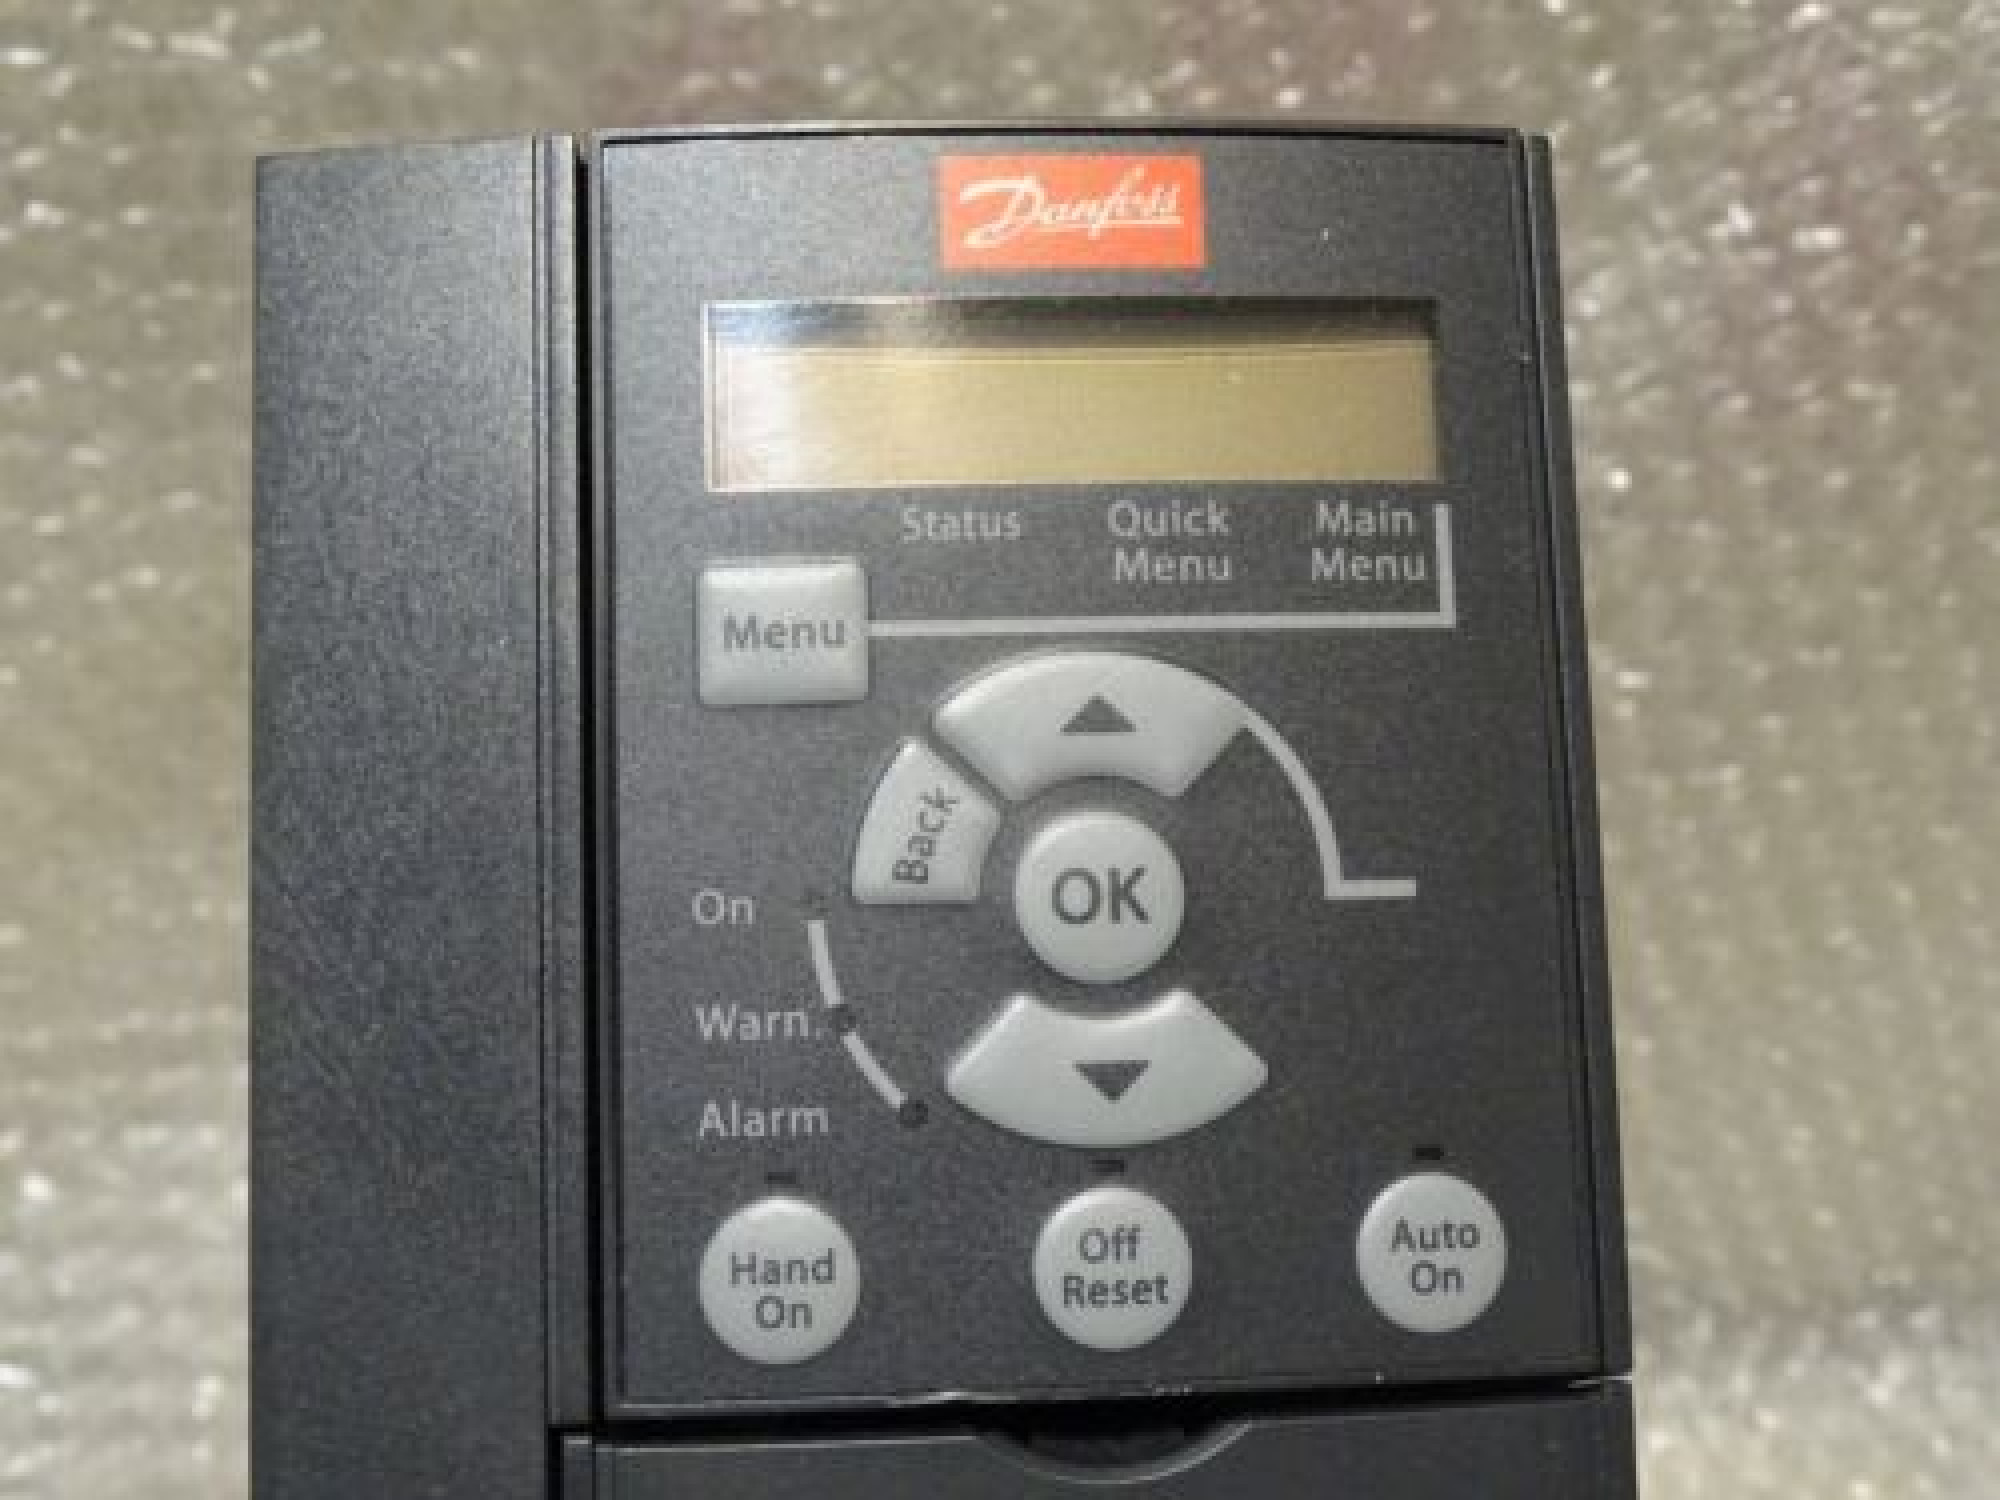 Danfoss
Status
Quick
Menu
Main
Menu
Menu
Back
OK
On
Warn.
Alarm
Hand
On
Off
Reset
Auto
On